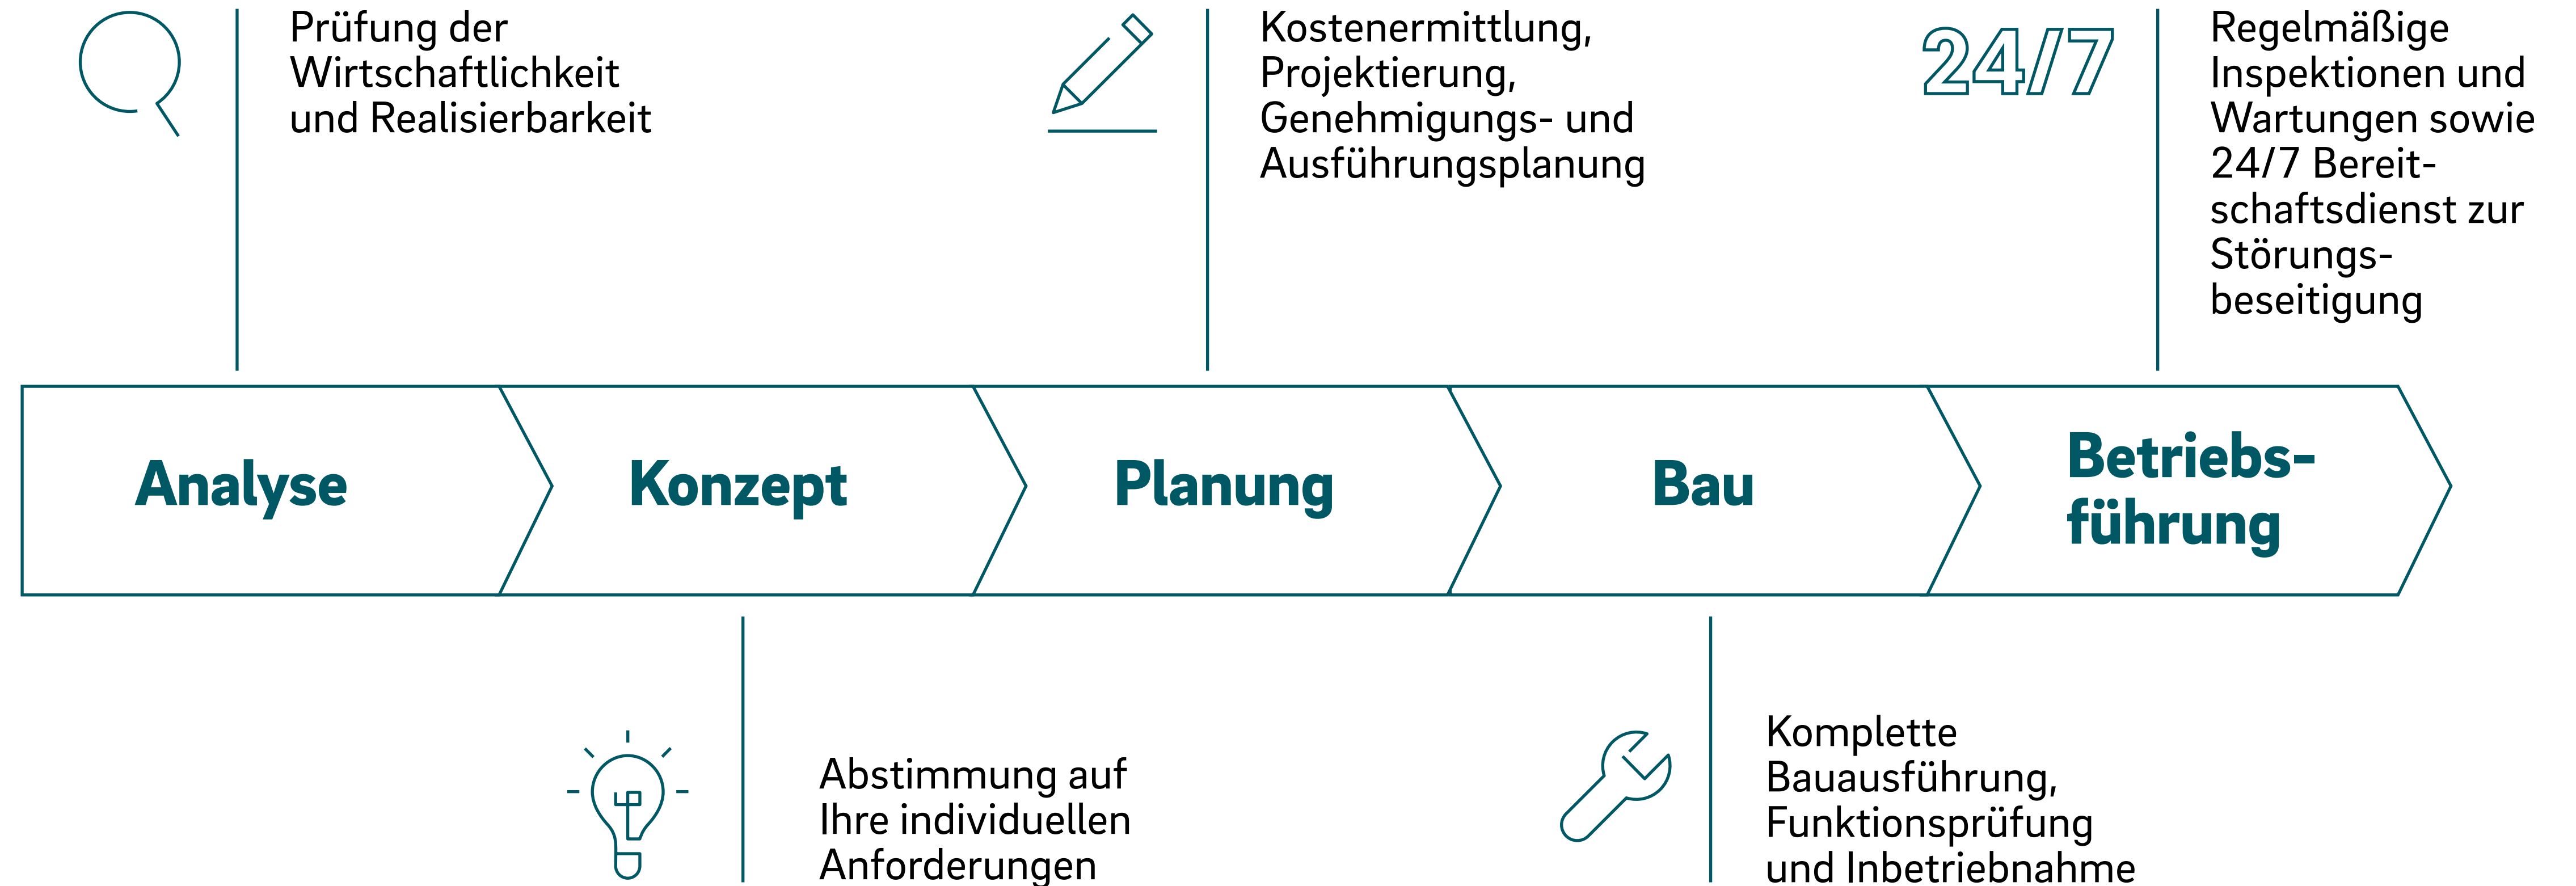 Prüfung der
Wirtschaftlichkeit
und Realisierbarkeit
Kostenermittlung,
Projektierung,
Genehmigungs- und
Ausführungsplanung
24/7
Regelmäßige
Inspektionen und
Wartungen sowie
24/7 Bereit-
schaftsdienst zur
Störungs-
beseitigung
Analyse
Konzept
Planung
Bau
Betriebs-
führung
Abstimmung auf
Ihre individuellen
Anforderungen
Komplette
Bauausführung,
Funktionsprüfung
und Inbetriebnahme